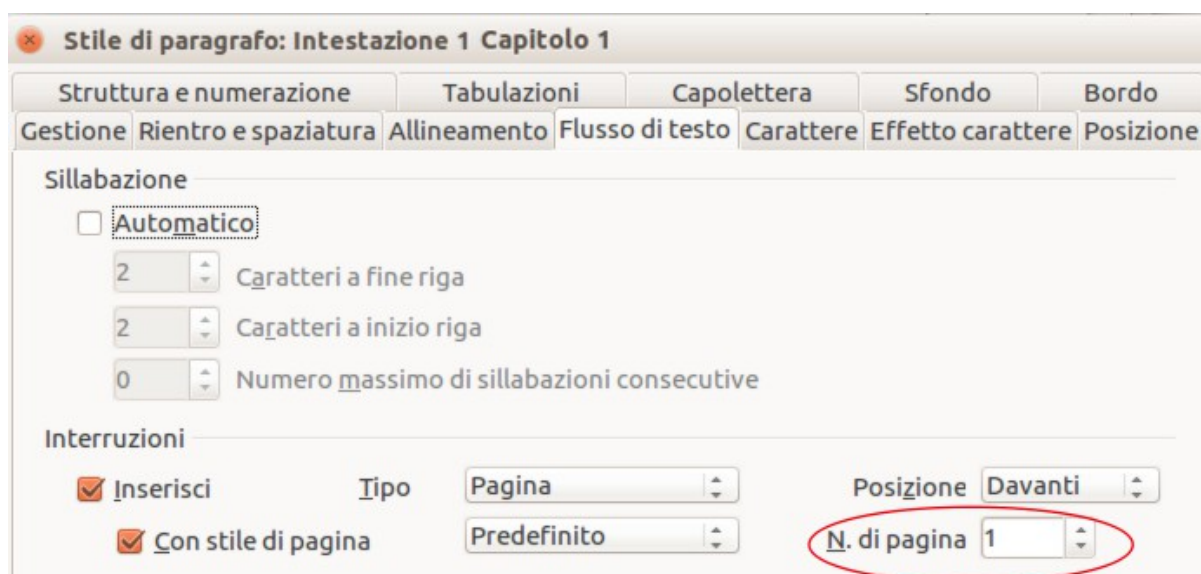 Stile di paragrafo: Intestazione 1 Capitolo 1
Struttura e numerazione Tabulazioni Capolettera Sfondo Bordo
Gestione Rientro e spaziatura Allineamento Flusso di testo Carattere Effetto carattere Posizione
Sillabazione
Automatico
2 Caratteri a fine riga
2 Caratteri a inizio riga
0 Numero massimo di sillabazioni consecutive
Interruzioni
Inserisci Tipo Pagina Posizione Davanti
Con stile di pagina Predefinito N. di pagina 1